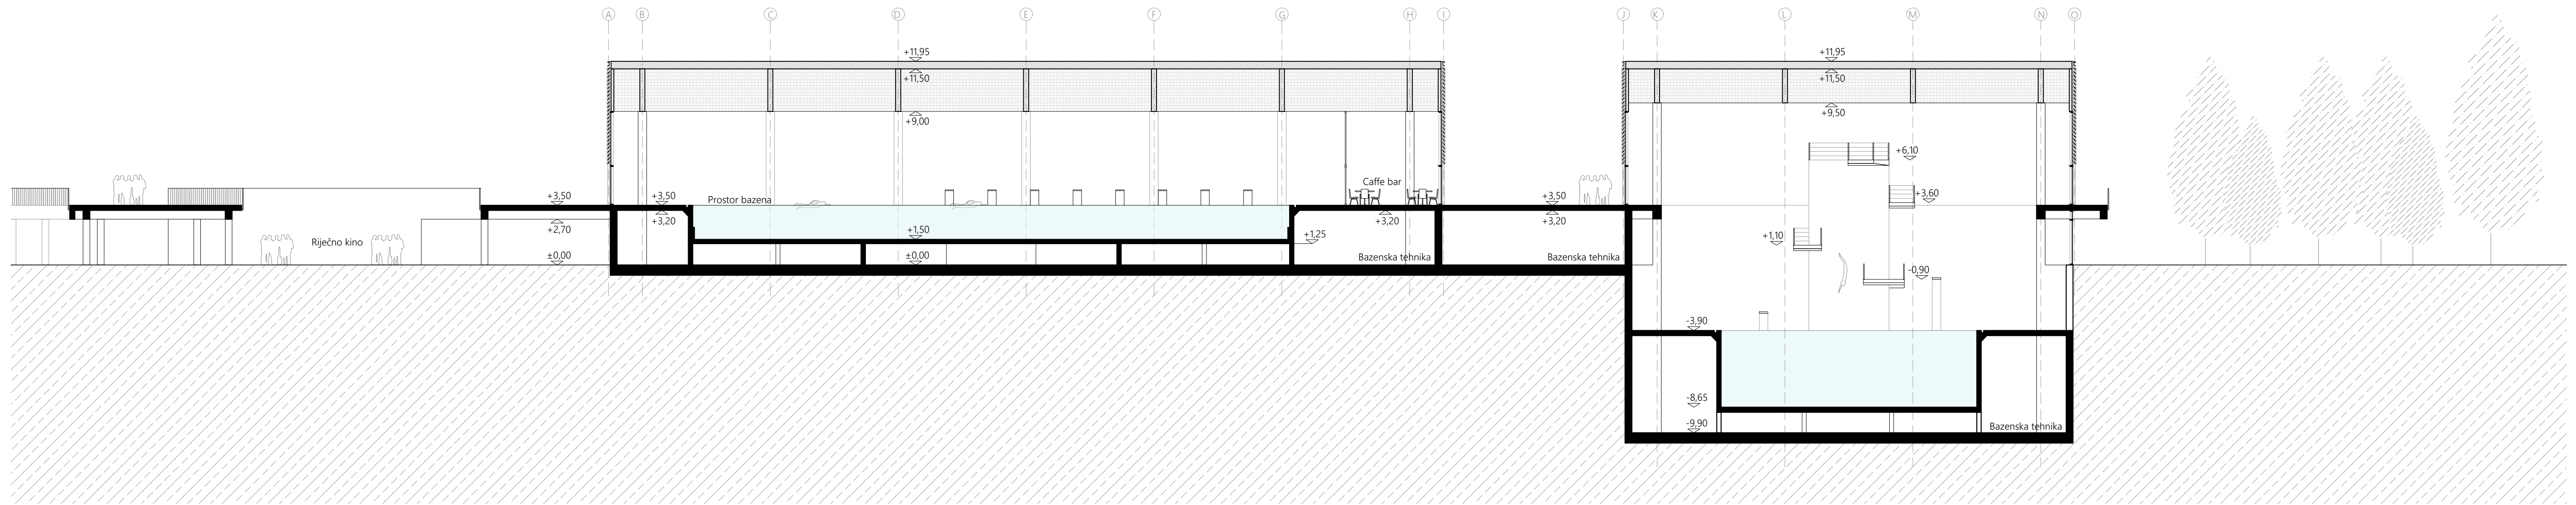 A B C D E F G H I J K L M N O
+11,95 +11,95
+11,50 +11,50
+9,00 +9,50
+6,10
Caffe bar
+3,50 +3,50 Prostor bazena +3,50 +3,60
+2,70 +3,20 +3,20 +3,20
+1,50 +1,25 +1,10
Riječno kino
±0,00 ±0,00 Bazenska tehnika Bazenska tehnika
-0,90
-3,90
-8,65
-9,90
Bazenska tehnika